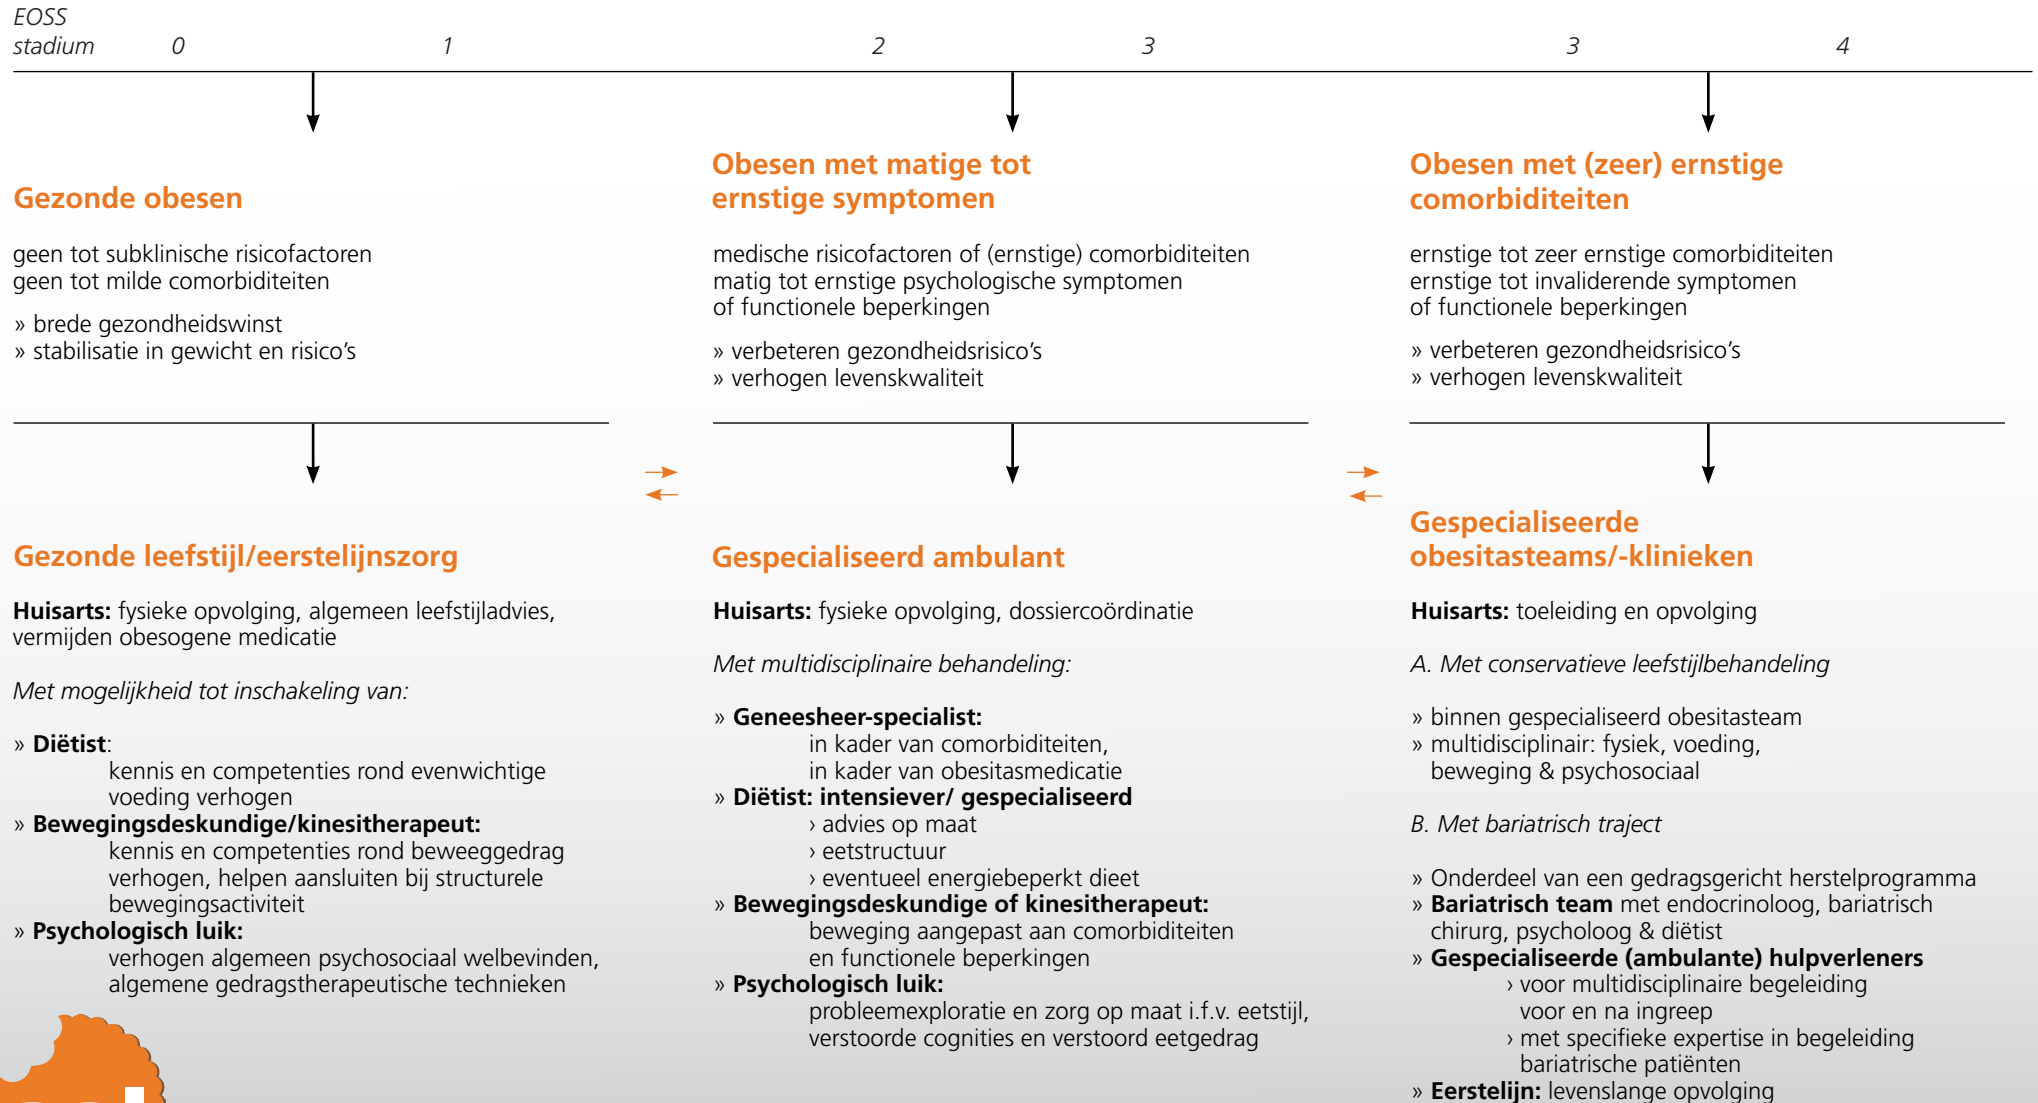 EOSS
stadium 0 1 2 3 3 4
Gezonde obesen
geen tot subklinische risicofactoren
geen tot milde comorbiditeiten
» brede gezondheidswinst
» stabilisatie in gewicht en risico's
Gezonde leefstijl/eerstelijnszorg
Huisarts: fysieke opvolging, algemeen leefstijladvies,
vermijden obesogene medicatie
Met mogelijkheid tot inschakeling van:
» Diëtist:
kennis en competenties rond evenwichtige
voeding verhogen
» Bewegingsdeskundige/kinesitherapeut:
kennis en competenties rond beweeggedrag
verhogen, helpen aansluiten bij structurele
bewegingsactiviteit
» Psychologisch luik:
verhogen algemeen psychosociaal welbevinden,
algemene gedragstherapeutische technieken
Obesen met matige tot
ernstige symptomen
medische risicofactoren of (ernstige) comorbiditeiten
matig tot ernstige psychologische symptomen
of functionele beperkingen
» verbeteren gezondheidsrisico's
» verhogen levenskwaliteit
Gespecialiseerd ambulant
Huisarts: fysieke opvolging, dossiercoördinatie
Met multidisciplinaire behandeling:
» Geneesheer-specialist:
in kader van comorbiditeiten,
in kader van obesitasmedicatie
» Diëtist: intensiever/ gespecialiseerd
› advies op maat
› eetstructuur
› eventueel energiebeperkt dieet
» Bewegingsdeskundige of kinesitherapeut:
beweging aangepast aan comorbiditeiten
en functionele beperkingen
» Psychologisch luik:
probleemexploratie en zorg op maat i.f.v. eetstijl,
verstoorde cognities en verstoord eetgedrag
Obesen met (zeer) ernstige
comorbiditeiten
ernstige tot zeer ernstige comorbiditeiten
ernstige tot invaliderende symptomen
of functionele beperkingen
» verbeteren gezondheidsrisico's
» verhogen levenskwaliteit
Gespecialiseerde
obesitasteams/-klinieken
Huisarts: toeleiding en opvolging
A. Met conservatieve leefstijlbehandeling
» binnen gespecialiseerd obesitasteam
» multidisciplinair: fysiek, voeding,
beweging & psychosociaal
B. Met bariatrisch traject
» Onderdeel van een gedragsgericht herstelprogramma
» Bariatrisch team met endocrinoloog, bariatrisch
chirurg, psycholoog & diëtist
» Gespecialiseerde (ambulante) hulpverleners
› voor multidisciplinaire begeleiding
voor en na ingreep
› met specifieke expertise in begeleiding
bariatrische patiënten
» Eerstelijn: levenslange opvolging